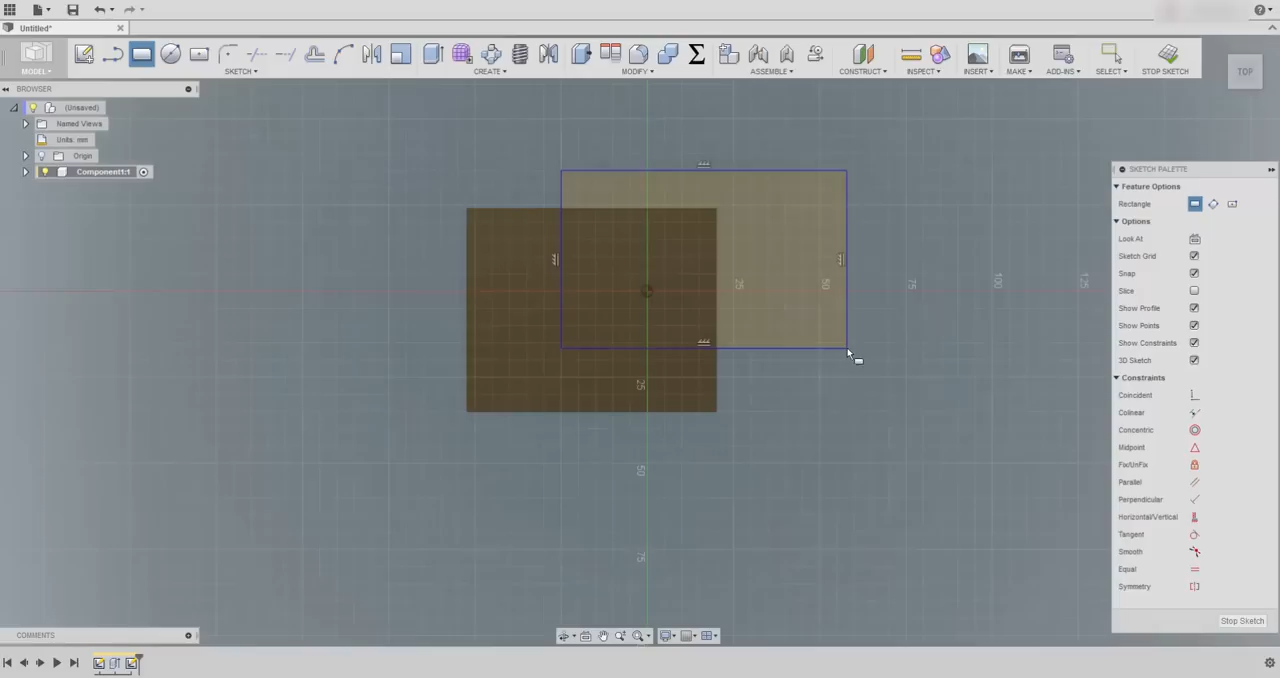 Untitled*
MODEL▾
SKETCH▾
CREATE▾
MODIFY▾
ASSEMBLE▾
CONSTRUCT▾
INSPECT▾
INSERT▾
MAKE▾
ADD-INS▾
SELECT▾
STOP SKETCH
TOP
BROWSER
(Unsaved)
Named Views
Units: mm
Origin
Component1:1
25
50
75
100
125
25
50
75
SKETCH PALETTE
Feature Options
Rectangle
Options
Look At
Sketch Grid
Snap
Slice
Show Profile
Show Points
Show Constraints
3D Sketch
Constraints
Coincident
Colinear
Concentric
Midpoint
Fix/UnFix
Parallel
Perpendicular
Horizontal/Vertical
Tangent
Smooth
Equal
Symmetry
Stop Sketch
COMMENTS